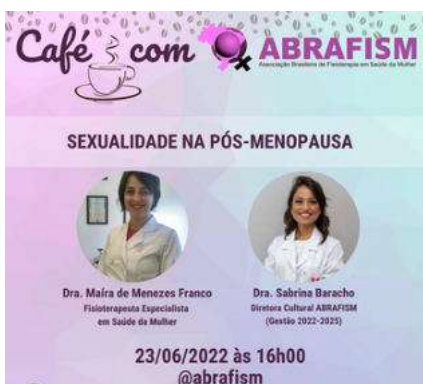 Café com ABRAFISM
Associação Brasileira de Fisioterapia em Saúde da Mulher
SEXUALIDADE NA PÓS-MENOPAUSA
Dra. Maíra de Menezes Franco
Fisioterapeuta Especialista
em Saúde da Mulher
Dra. Sabrina Baracho
Diretora Cultural ABRAFISM
(Gestão 2022-2025)
23/06/2022 às 16h00
@abrafism